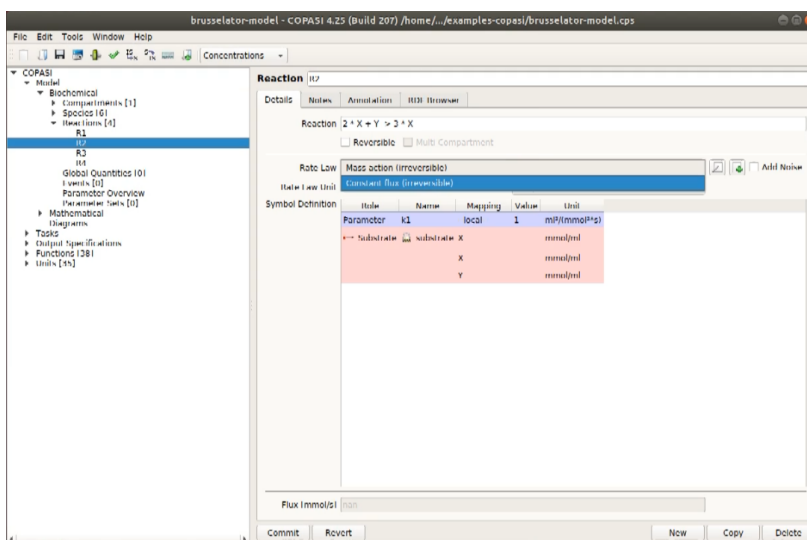 brusselator-model - COPASI 4.25 (Build 207) /home/.../examples-copasi/brusselator-model.cps
File Edit Tools Window Help
Concentrations
COPASI
Model
Biochemical
Compartments [1]
Species [6]
Reactions [4]
R1
R2
R3
R4
Global Quantities [0]
Events [0]
Parameter Overview
Parameter Sets [0]
Mathematical
Diagrams
Tasks
Output Specifications
Functions [38]
Units [35]
Reaction R2
Details Notes Annotation RDF Browser
Reaction 2 * X + Y > 3 * X
Reversible Multi Compartment
Rate Law Mass action (irreversible) Add Noise
Rate Law Unit Constant flux (irreversible)
Symbol Definition Role Name Mapping Value Unit
Parameter k1 local 1 ml²/(mmol²*s)
Substrate substrate X mmol/ml
X mmol/ml
Y mmol/ml
Flux (mmol/s) nan
Commit Revert New Copy Delete